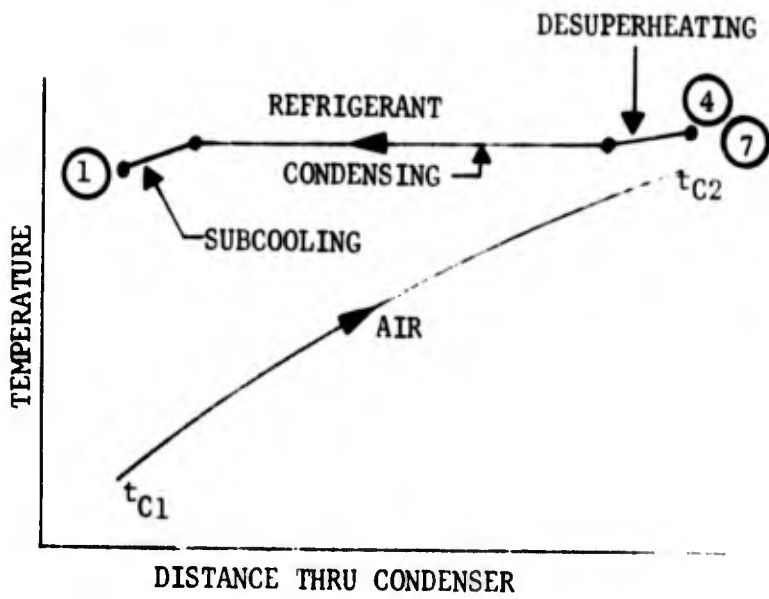 DESUPERHEATING
REFRIGERANT
4
7
1
CONDENSING
tC2
SUBCOOLING
AIR
TEMPERATURE
tC1
DISTANCE THRU CONDENSER